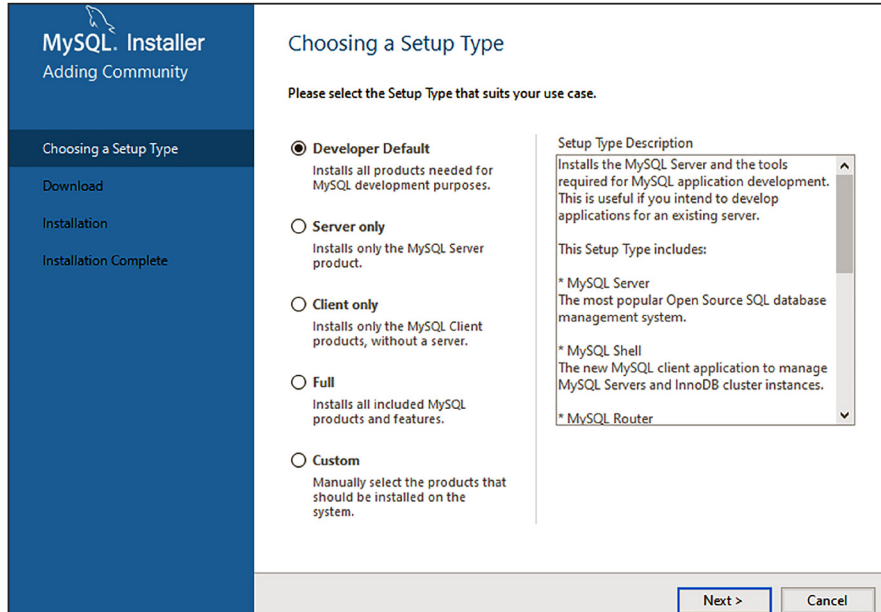 MySQL. Installer
Adding Community
Choosing a Setup Type
Download
Installation
Installation Complete
Choosing a Setup Type
Please select the Setup Type that suits your use case.
Developer Default
Installs all products needed for
MySQL development purposes.
Server only
Installs only the MySQL Server
product.
Client only
Installs only the MySQL Client
products, without a server.
Full
Installs all included MySQL
products and features.
Custom
Manually select the products that
should be installed on the
system.
Setup Type Description
Installs the MySQL Server and the tools
required for MySQL application development.
This is useful if you intend to develop
applications for an existing server.
This Setup Type includes:
* MySQL Server
The most popular Open Source SQL database
management system.
* MySQL Shell
The new MySQL client application to manage
MySQL Servers and InnoDB cluster instances.
* MySQL Router
Next >
Cancel